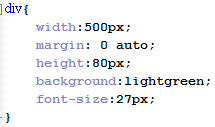 div{
width:500px;
margin: 0 auto;
height:80px;
background:lightgreen;
font-size:27px;
}